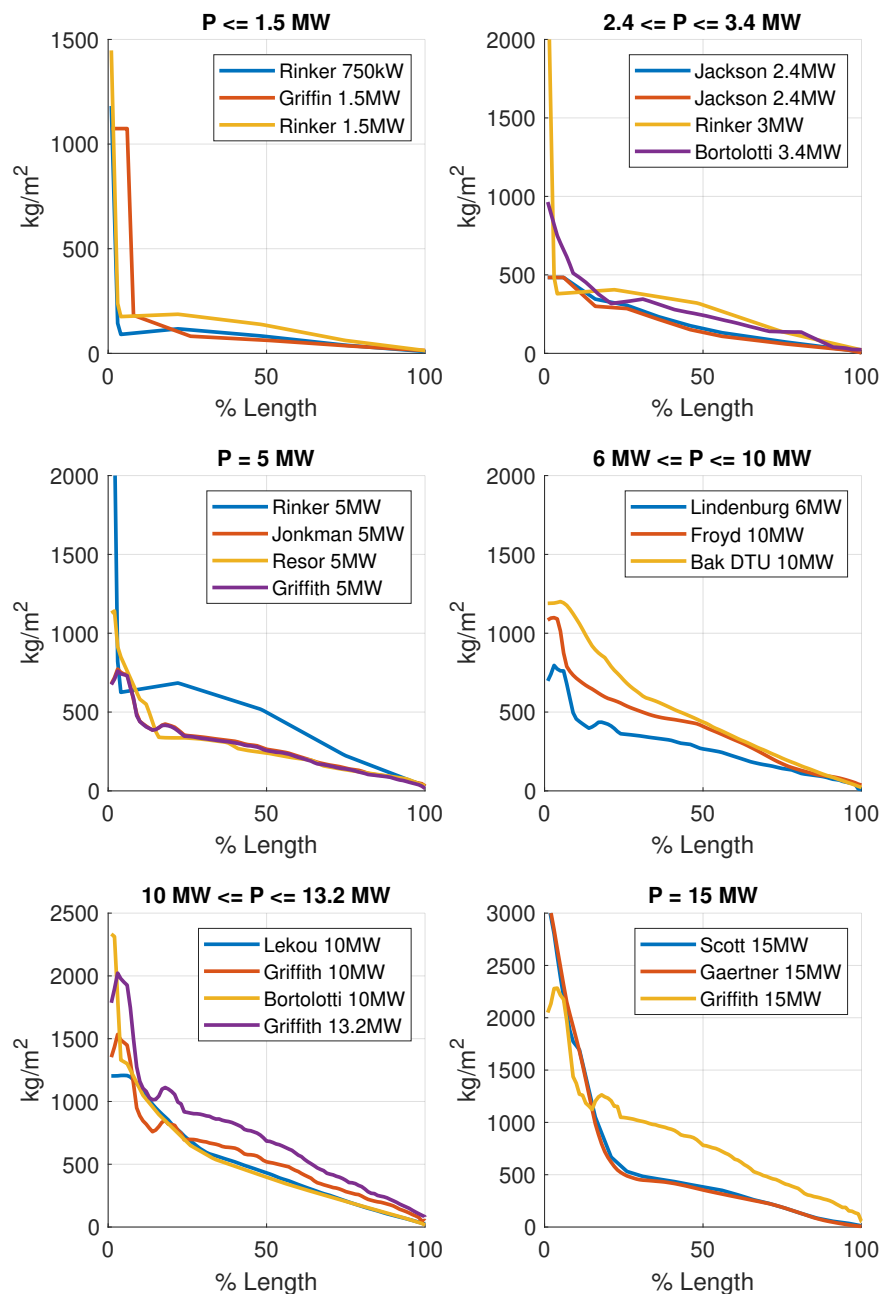 P <= 1.5 MW
1500
1000
500
0
kg/m²
Rinker 750kW
Griffin 1.5MW
Rinker 1.5MW
0 50 100
% Length
2.4 <= P <= 3.4 MW
2000
1500
1000
500
0
kg/m²
Jackson 2.4MW
Jackson 2.4MW
Rinker 3MW
Bortolotti 3.4MW
0 50 100
% Length
P = 5 MW
2000
1500
1000
500
0
kg/m²
Rinker 5MW
Jonkman 5MW
Resor 5MW
Griffith 5MW
0 50 100
% Length
6 MW <= P <= 10 MW
2000
1500
1000
500
0
kg/m²
Lindenburg 6MW
Froyd 10MW
Bak DTU 10MW
0 50 100
% Length
10 MW <= P <= 13.2 MW
2500
2000
1500
1000
500
0
kg/m²
Lekou 10MW
Griffith 10MW
Bortolotti 10MW
Griffith 13.2MW
0 50 100
% Length
P = 15 MW
3000
2500
2000
1500
1000
500
0
kg/m²
Scott 15MW
Gaertner 15MW
Griffith 15MW
0 50 100
% Length